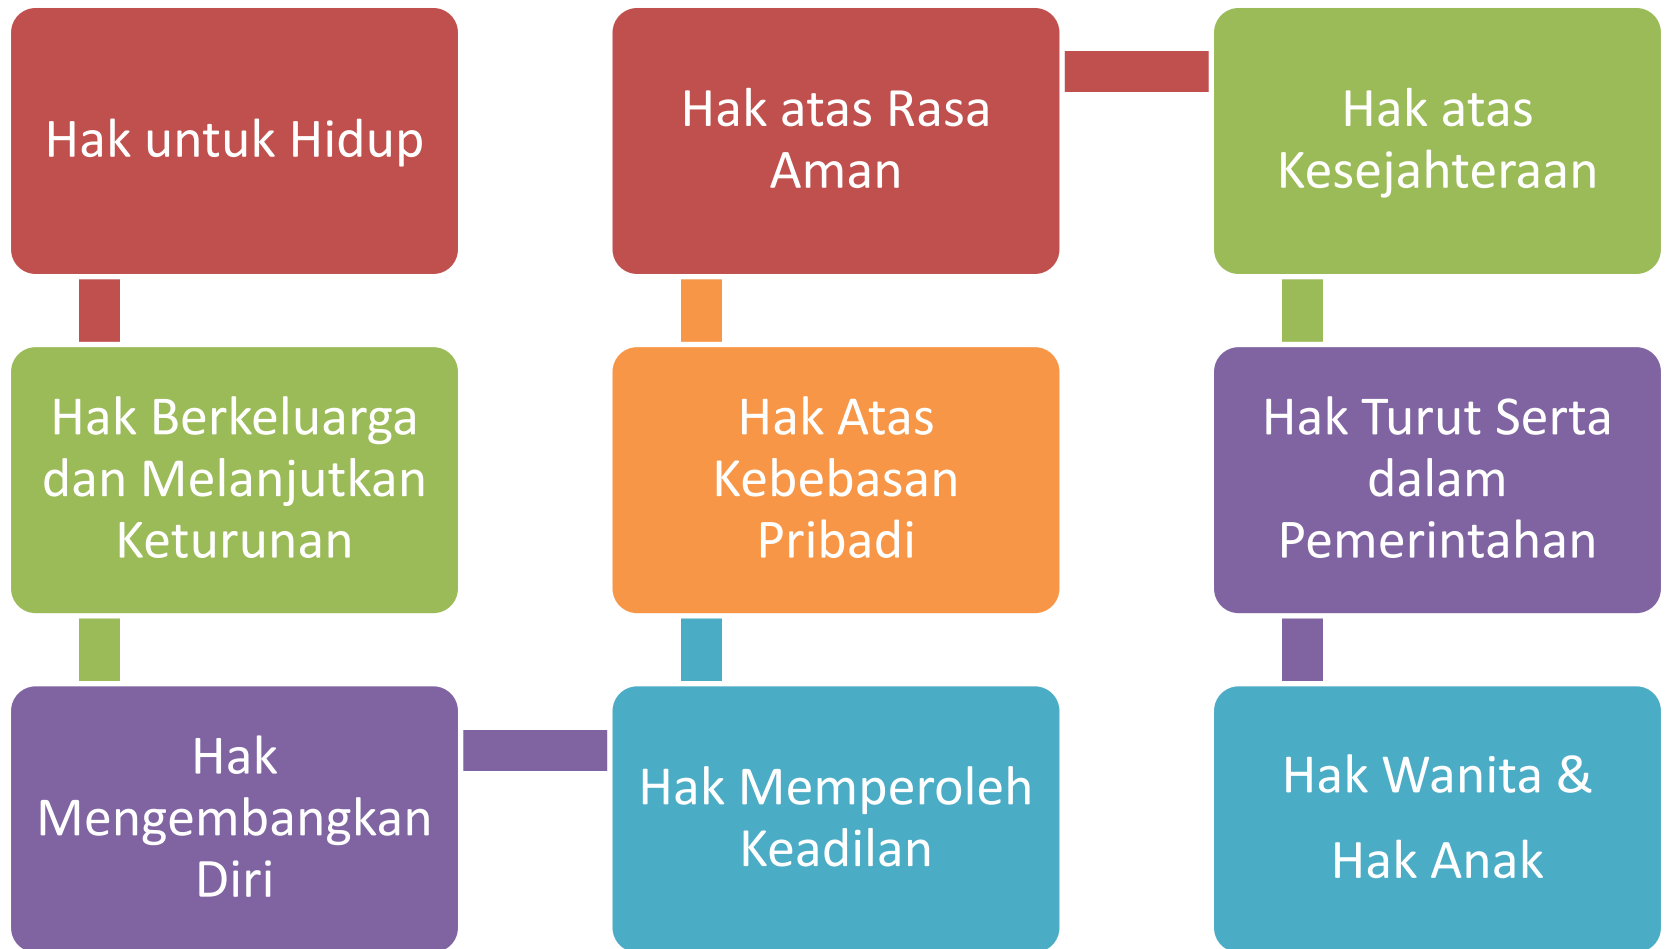 Hak untuk Hidup
Hak Berkeluarga
dan Melanjutkan
Keturunan
Hak
Mengembangkan
Diri
Hak Memperoleh
Keadilan
Hak Atas
Kebebasan
Pribadi
Hak atas Rasa
Aman
Hak atas
Kesejahteraan
Hak Turut Serta
dalam
Pemerintahan
Hak Wanita &
Hak Anak